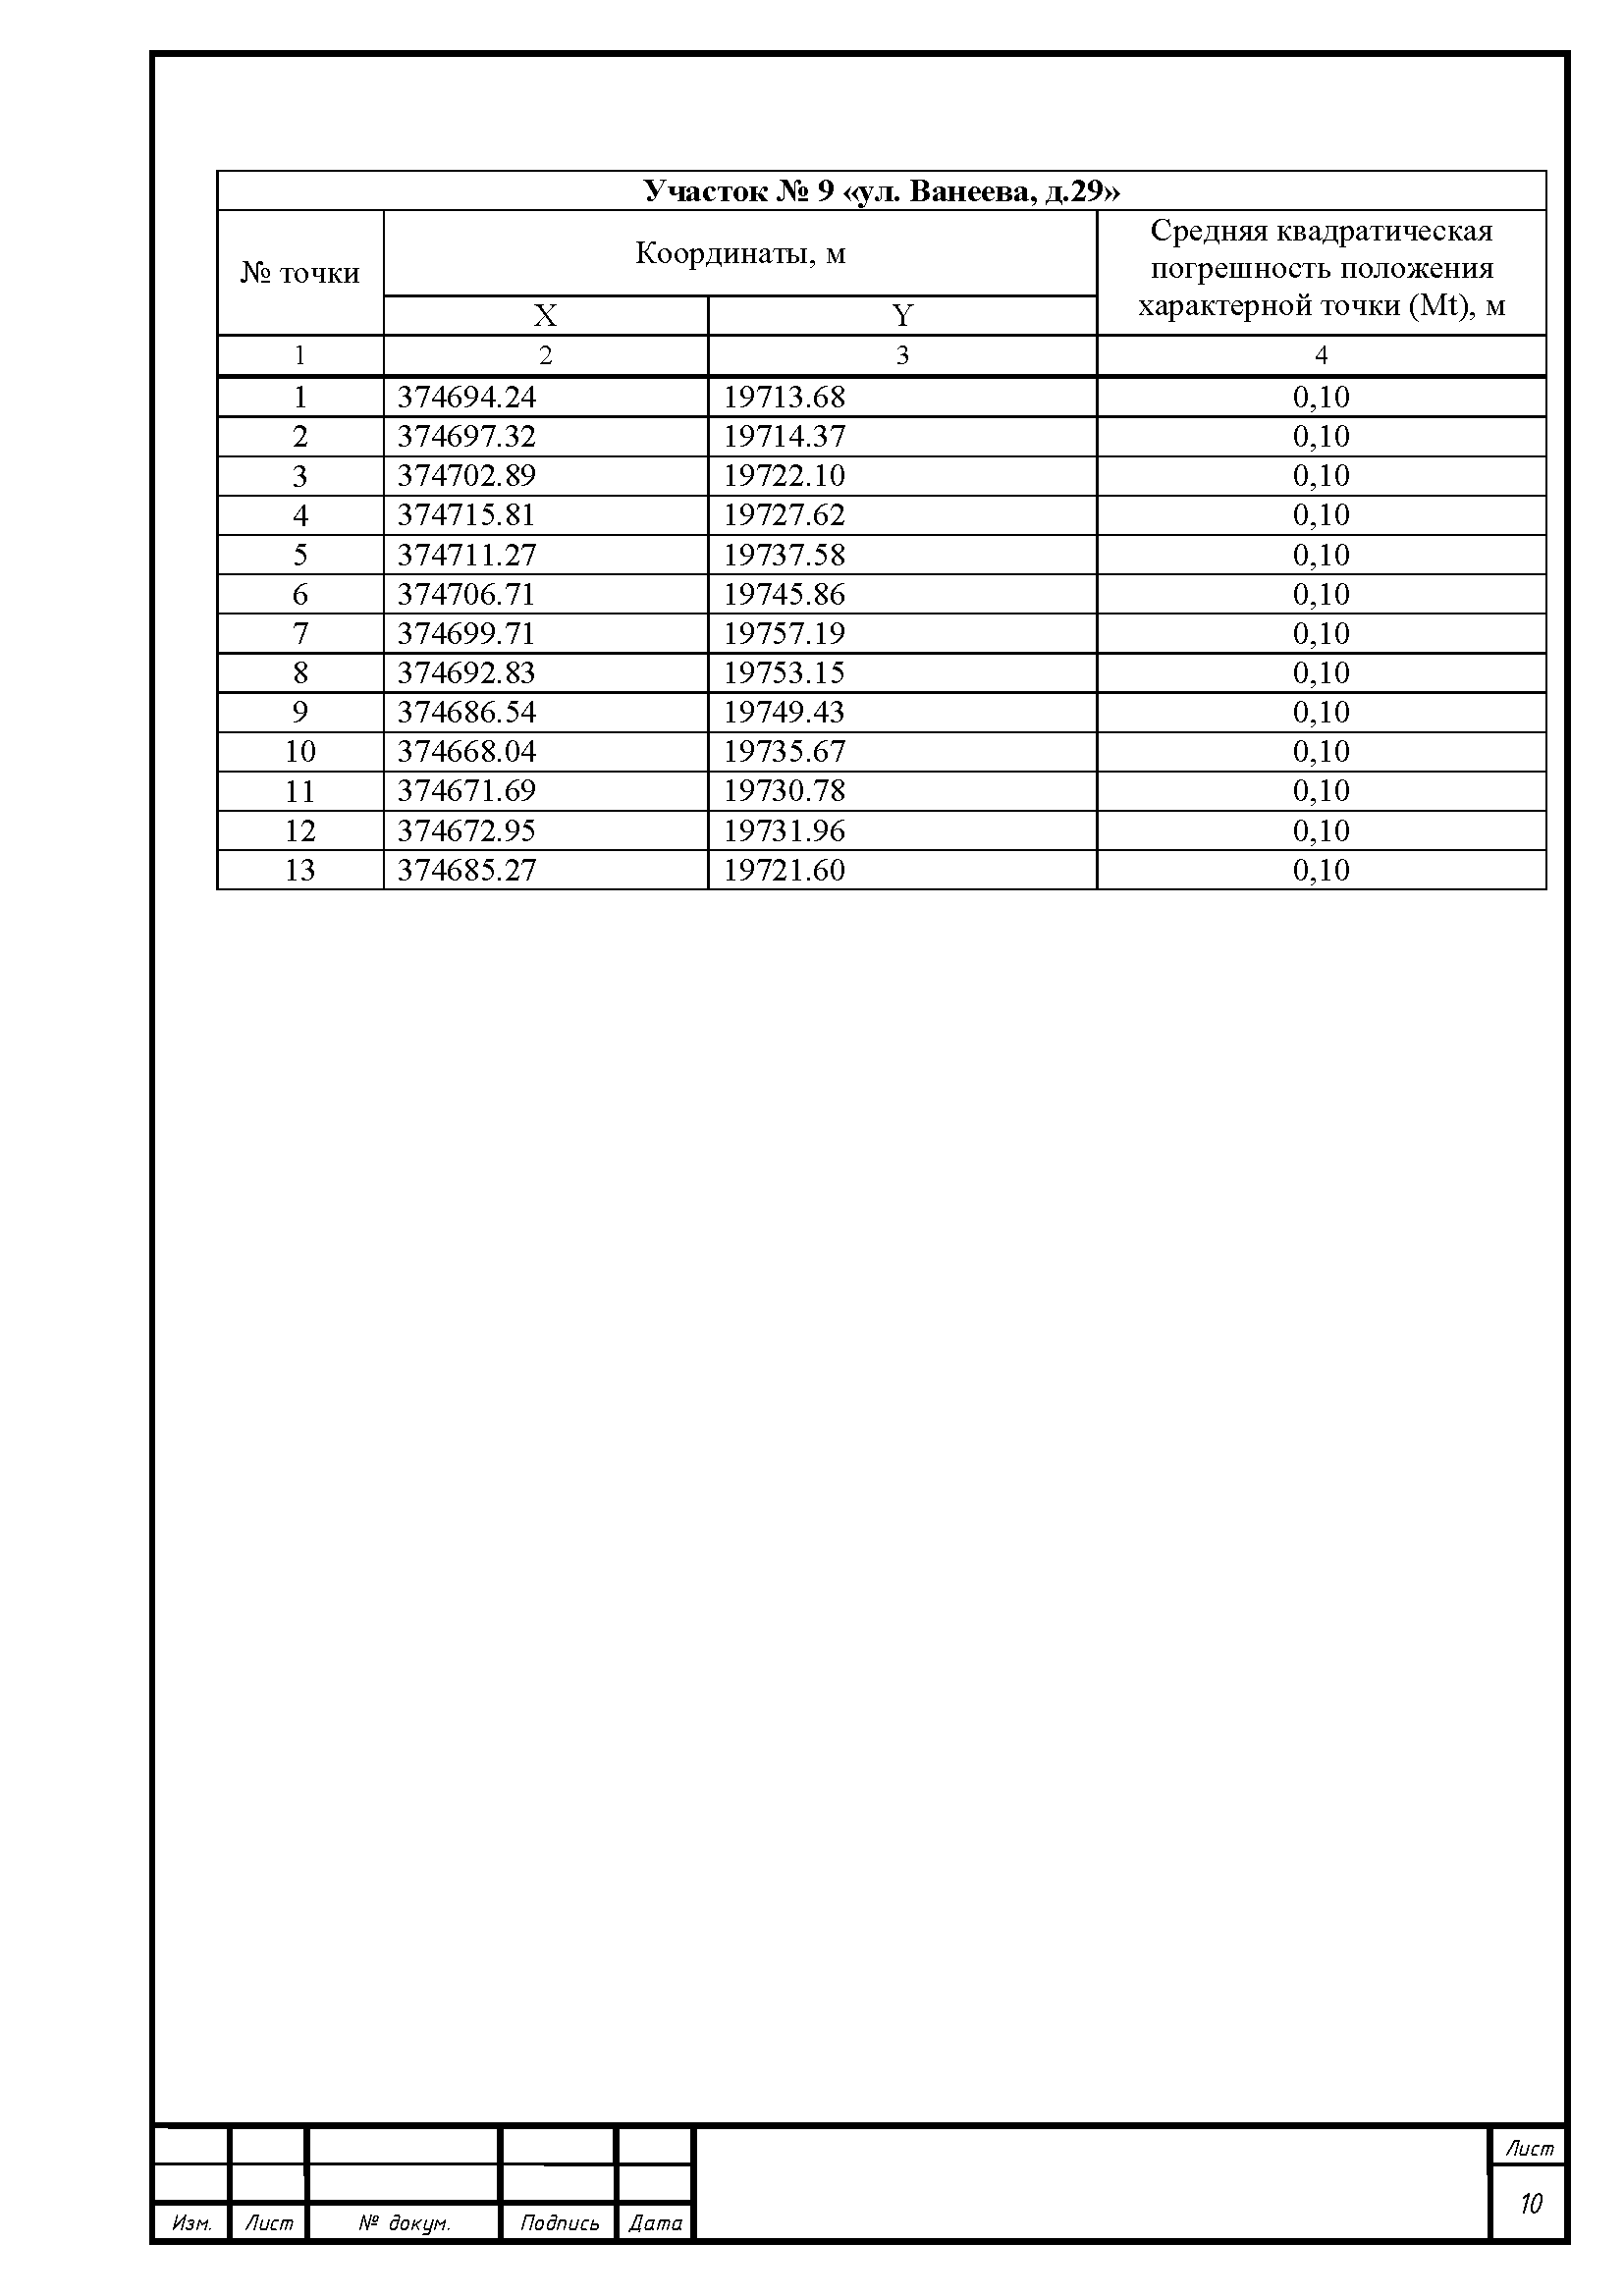 Участок № 9 «ул. Ванеева, д.29»
№ точки
Координаты, м
Средняя квадратическая
погрешность положения
характерной точки (Mt), м
X Y
1 2 3 4
1 374694.24 19713.68 0,10
2 374697.32 19714.37 0,10
3 374702.89 19722.10 0,10
4 374715.81 19727.62 0,10
5 374711.27 19737.58 0,10
6 374706.71 19745.86 0,10
7 374699.71 19757.19 0,10
8 374692.83 19753.15 0,10
9 374686.54 19749.43 0,10
10 374668.04 19735.67 0,10
11 374671.69 19730.78 0,10
12 374672.95 19731.96 0,10
13 374685.27 19721.60 0,10
Лист
10
Изм. Лист № докум. Подпись Дата